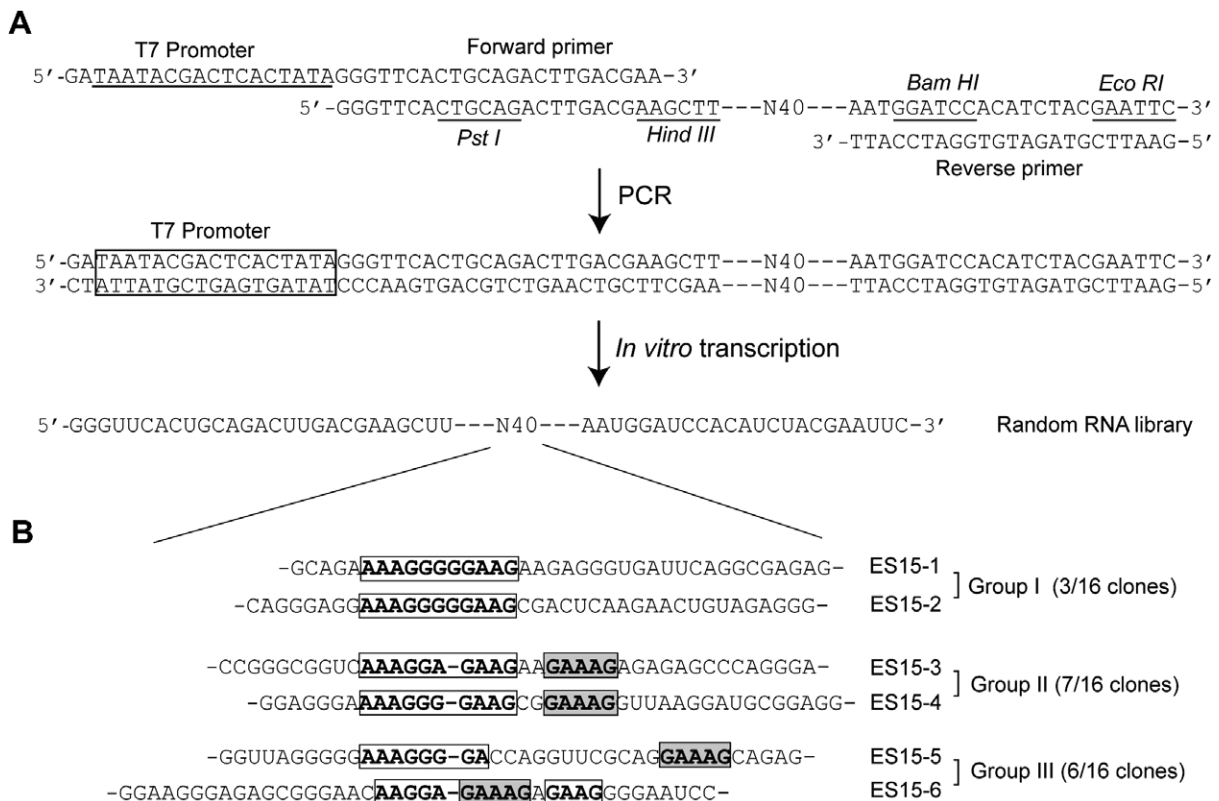 A
T7 Promoter Forward primer
5′-GATAATACGACTCACTATAGGGTTCACTGCAGACTTGACGAA-3′
Bam HI Eco RI
5′-GGGTTCACTGCAGACTTGACGAAGCTT---N40---AATGGATCCACATCTACGAATTC-3′
Pst I Hind III 3′-TTACCTAGGTGTAGATGCTTAAG-5′
Reverse primer
PCR
T7 Promoter
5′-GATAATACGACTCACTATAGGGTTCACTGCAGACTTGACGAAGCTT---N40---AATGGATCCACATCTACGAATTC-3′
3′-CTATTATGCTGAGTGATATCCCAAGTGACGTCTGAACTGCTTCGAA---N40---TTACCTAGGTGTAGATGCTTAAG-5′
In vitro transcription
5′-GGGUUCACUGCAGACUUGACGAAGCUU---N40---AAUGGAUCCACAUCUACGAAUUC-3′ Random RNA library
B
-GCAGAAAAGGGGGAAGAAGAGGGUGAUUCAGGCGAGAG- ES15-1
Group I (3/16 clones)
-CAGGGAGGAAAGGGGGAAGCGACUCAAGAACUGUAGAGGG- ES15-2
-CCGGGCGGUCAAAGGA-GAAGAAGAAAGAGAGAGCCCAGGGA- ES15-3
Group II (7/16 clones)
-GGAGGGAAAAGGG-GAAGCGGAAAGGUUAAGGAUGCGGAGG- ES15-4
-GGUUAGGGGGAAAGGG-GACCAGGUUCGCAGGAAAGCAGAG- ES15-5
Group III (6/16 clones)
-GGAAGGGAGAGCGGGAACAAGGA-GAAAGAGAAGGGGAAUCC- ES15-6